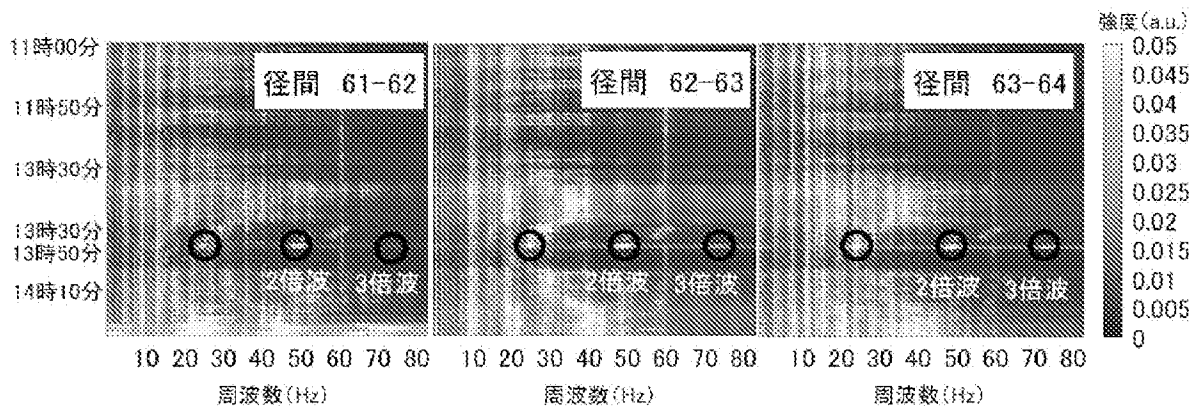 強度(a.u.)
11時00分
11時50分
13時30分
13時30分
13時50分
14時10分
径間 61-62
2倍波 3倍波
径間 62-63
2倍波 3倍波
径間 63-64
2倍波 3倍波
0.05
0.045
0.04
0.035
0.03
0.025
0.02
0.015
0.01
0.005
0
10 20 30 40 50 60 70 80
10 20 30 40 50 60 70 80
10 20 30 40 50 60 70 80
周波数(Hz)
周波数(Hz)
周波数(Hz)